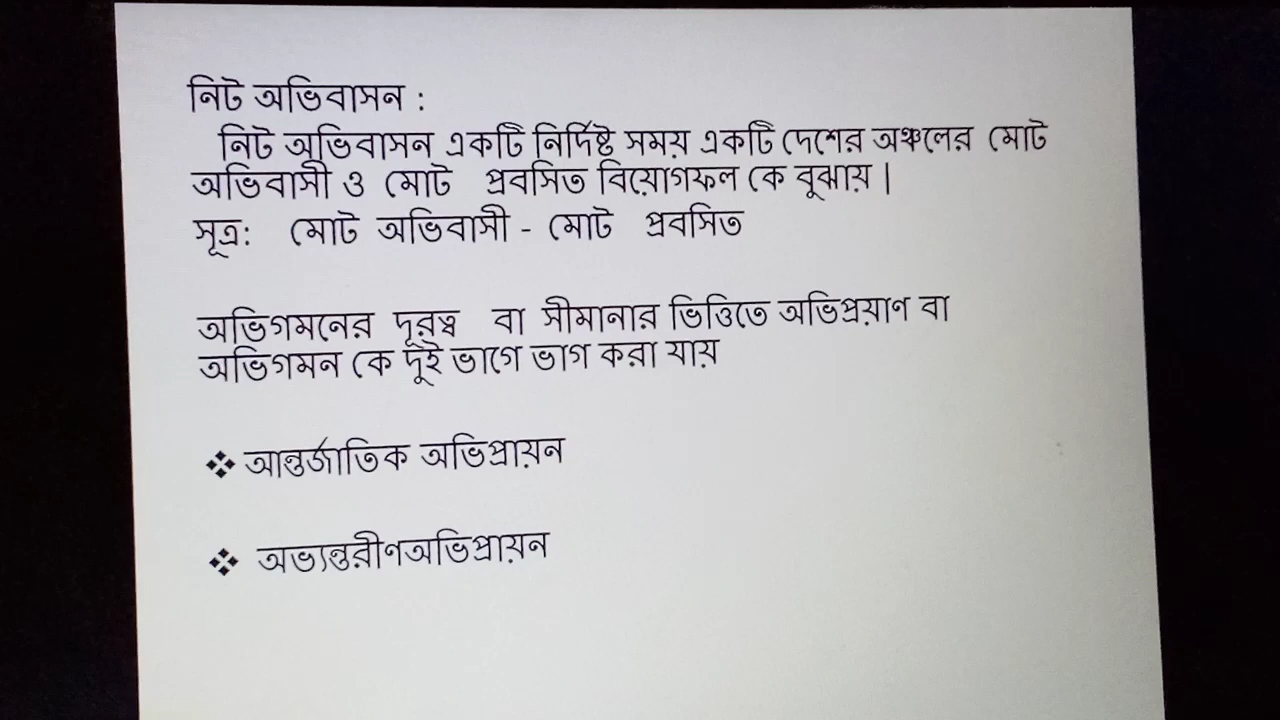 নিট অভিবাসন :
নিট অভিবাসন একটি নির্দিষ্ট সময় একটি দেশের অঞ্চলের মোট
অভিবাসী ও মোট প্রবসিত বিয়োগফল কে বুঝায় |
সূত্র: মোট অভিবাসী - মোট প্রবসিত
অভিগমনের দূরত্ব বা সীমানার ভিত্তিতে অভিপ্রয়াণ বা
অভিগমন কে দুই ভাগে ভাগ করা যায়
❖ আন্তর্জাতিক অভিপ্রায়ন
❖ অভ্যন্তরীণঅভিপ্রায়ন